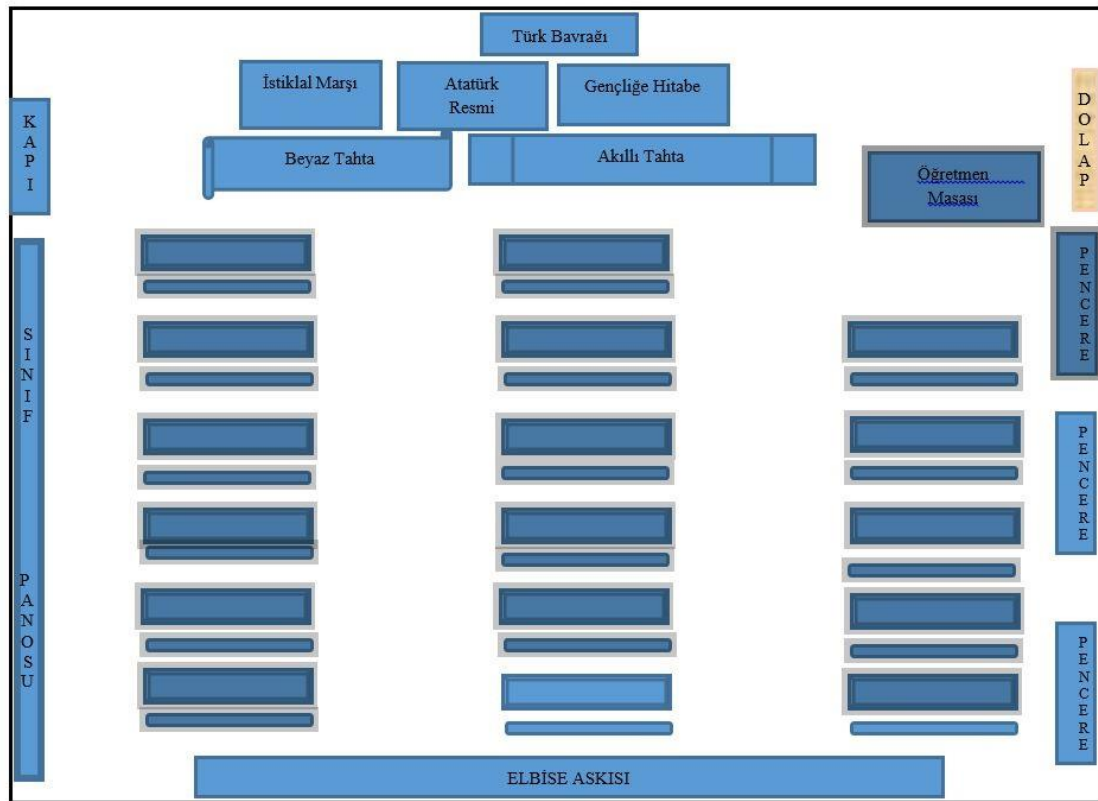 Türk Bavrağı
İstiklal Marşı
Atatürk
Resmi
Gençliğe Hitabe
KAPI
Beyaz Tahta
Akıllı Tahta
Öğretmen
Masası
DOLAP
PENCERE
SINIF
PANOSU
PENCERE
PENCERE
ELBİSE ASKISI